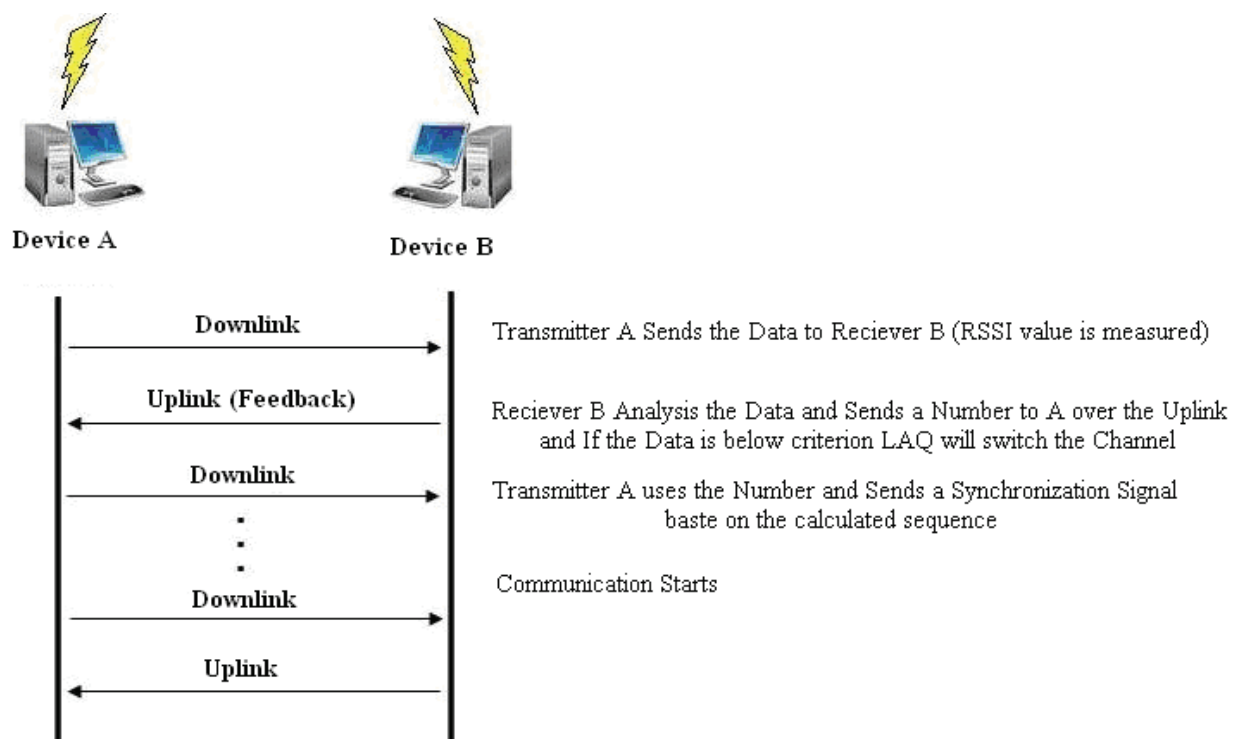 Device A
Device B
Downlink
Transmitter A Sends the Data to Reciever B (RSSI value is measured)
Uplink (Feedback)
Reciever B Analysis the Data and Sends a Number to A over the Uplink
and If the Data is below criterion LAQ will switch the Channel
Downlink
Transmitter A uses the Number and Sends a Synchronization Signal
baste on the calculated sequence
Communication Starts
Downlink
Uplink